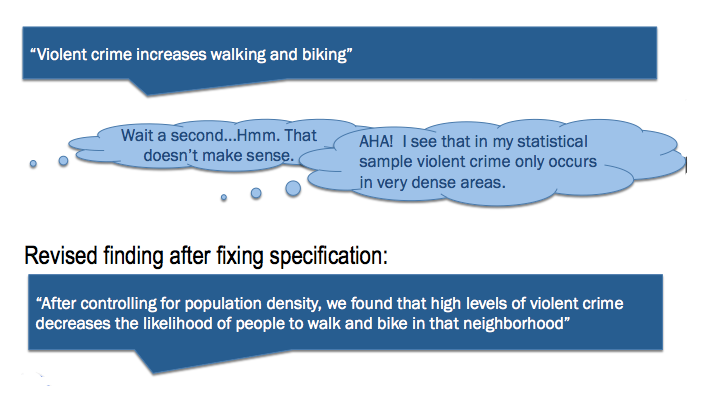 “Violent crime increases walking and biking”
Wait a second...Hmm. That
doesn’t make sense.
AHA!  I see that in my statistical
sample violent crime only occurs
in very dense areas.
Revised finding after fixing specification:
“After controlling for population density, we found that high levels of violent crime
decreases the likelihood of people to walk and bike in that neighborhood”